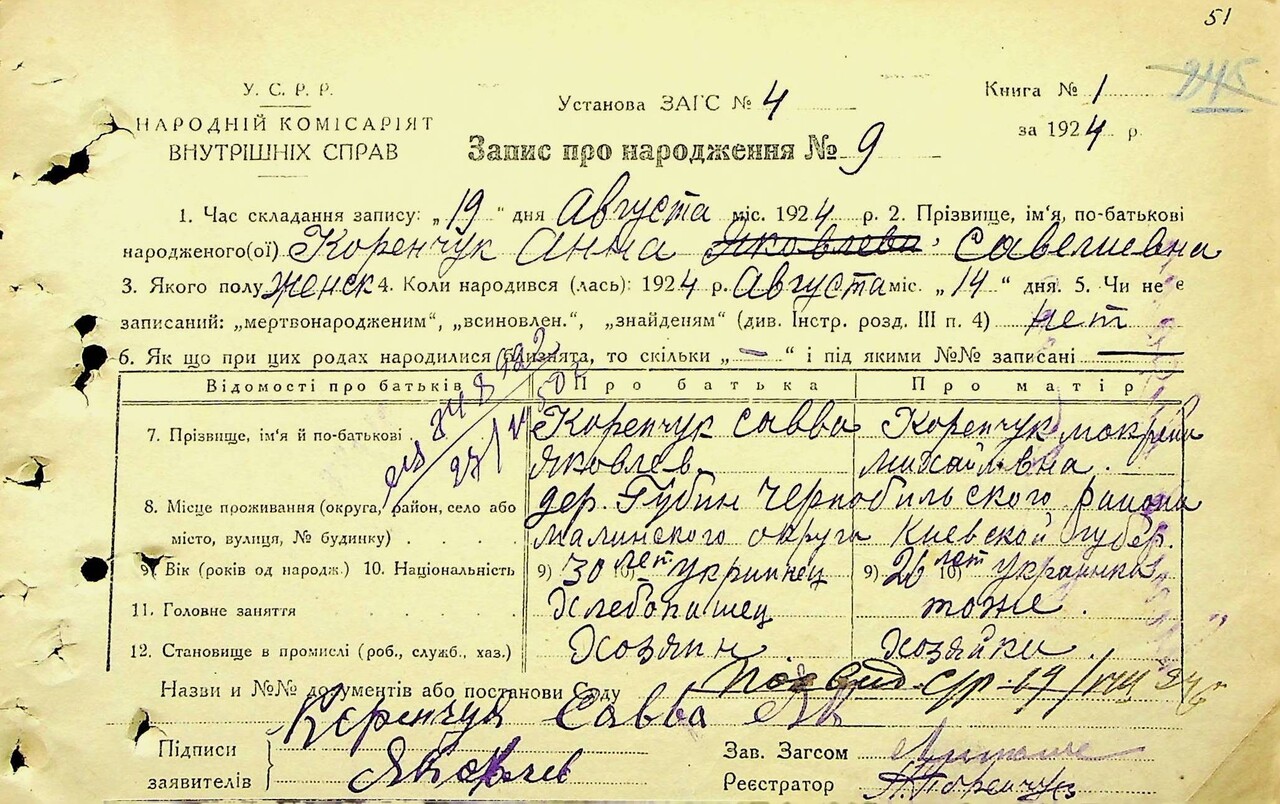 51
У. С. Р. Р.
НАРОДНІЙ КОМІСАРІЯТ
ВНУТРІШНІХ СПРАВ
Установа ЗАГС № 4
Книга № 1
245
за 1924 р.
Запис про народження № 9
1. Час складання запису: „19" дня Августа міс. 1924 р. 2. Прізвище, ім'я, по-батькові
народженого(ої) Коренчук Анна Яковлева Савелиевна
3. Якого полу Женск 4. Коли народився (лась): 1924 р. Августа міс. „14" дня. 5. Чи не є
записаний: „мертвонародженим", „всиновлен.", „знайденям" (див. Інстр. розд. III п. 4) нет
6. Як що при цих родах народилися близнята, то скільки „—" і під якими №№ записані —
Відомості про батьків Про батька Про матір
7. Прізвище, ім'я й по-батькові Коренчук Савва Коренчук Мокрена
Яковлев Михайлвна.
8. Місце проживання (округа, район, село або дер. Губин Чернобильского района
місто, вулиця, № будинку) Малинского округа Киевской губер.
9) Вік (років од народж.) 10. Національність 9) 30 лет 10) украинец 9) 26 лет 10) украинка
11. Головне заняття Хлебопашец тоже.
12. Становище в промислі (роб., служб., хаз.) Хозяин Хозяйка.
Назви и №№ документів або постанови Суду
Савва
Підписи
заявителів
Яковлев
Зав. Загсом
Реєстратор